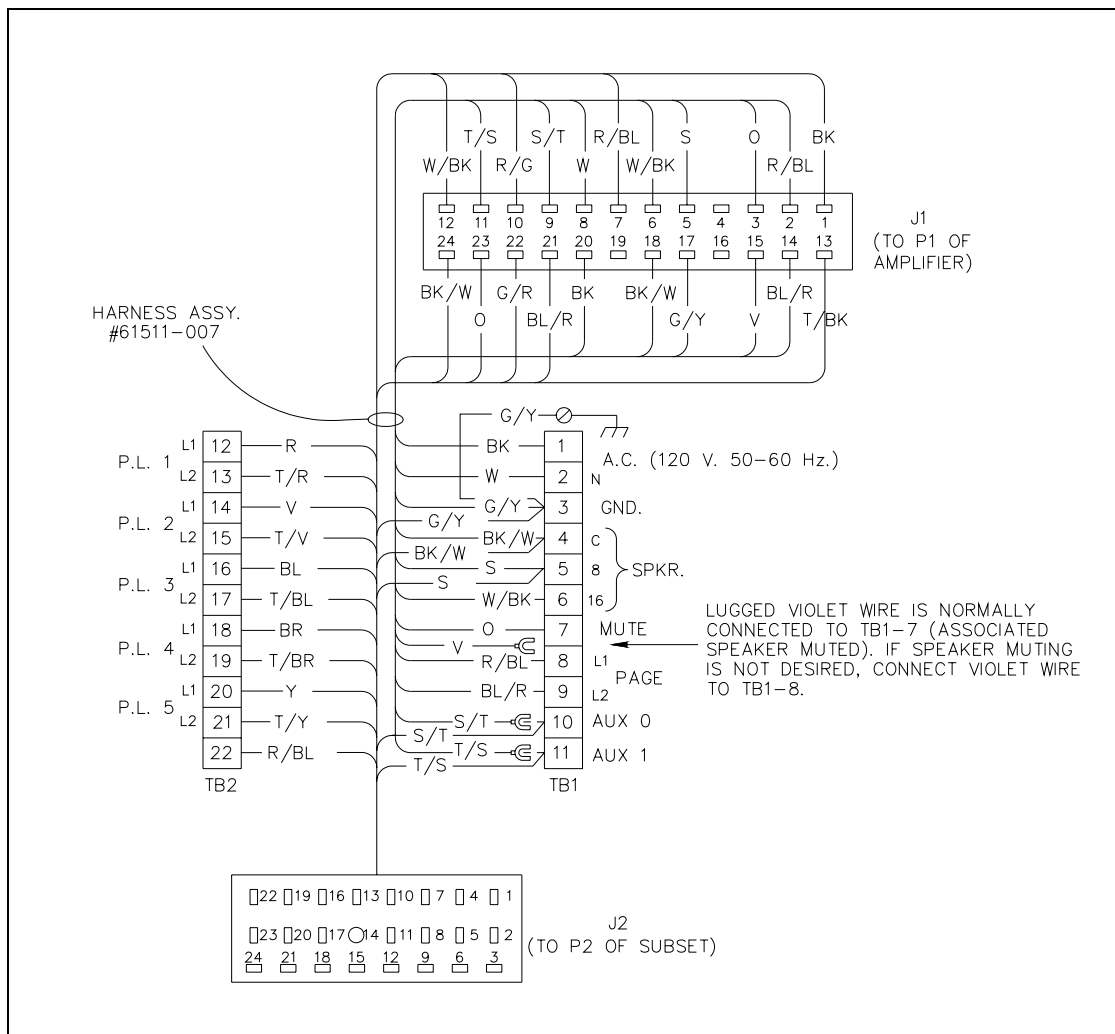 T/S S/T R/BL S O BK
W/BK R/G W W/BK R/BL
12 11 10 9 8 7 6 5 4 3 2 1
24 23 22 21 20 19 18 17 16 15 14 13
J1
(TO P1 OF
AMPLIFIER)
BK/W G/R BK BK/W BL/R
O BL/R G/Y V T/BK
HARNESS ASSY.
#61511-007
G/Y
P.L. 1
L1 12 R
L2 13 T/R
P.L. 2
L1 14 V
L2 15 T/V
P.L. 3
L1 16 BL
L2 17 T/BL
P.L. 4
L1 18 BR
L2 19 T/BR
P.L. 5
L1 20 Y
L2 21 T/Y
22 R/BL
TB2
BK 1
A.C. (120 V. 50-60 Hz.)
W 2 N
G/Y 3 GND.
G/Y
BK/W 4 C
BK/W
S 5 8 SPKR.
S
W/BK 6 16
O 7 MUTE
V
R/BL 8 L1
PAGE
BL/R 9 L2
S/T 10 AUX 0
S/T
T/S 11 AUX 1
T/S
TB1
LUGGED VIOLET WIRE IS NORMALLY
CONNECTED TO TB1-7 (ASSOCIATED
SPEAKER MUTED). IF SPEAKER MUTING
IS NOT DESIRED, CONNECT VIOLET WIRE
TO TB1-8.
22 19 16 13 10 7 4 1
23 20 17 14 11 8 5 2
24 21 18 15 12 9 6 3
J2
(TO P2 OF SUBSET)